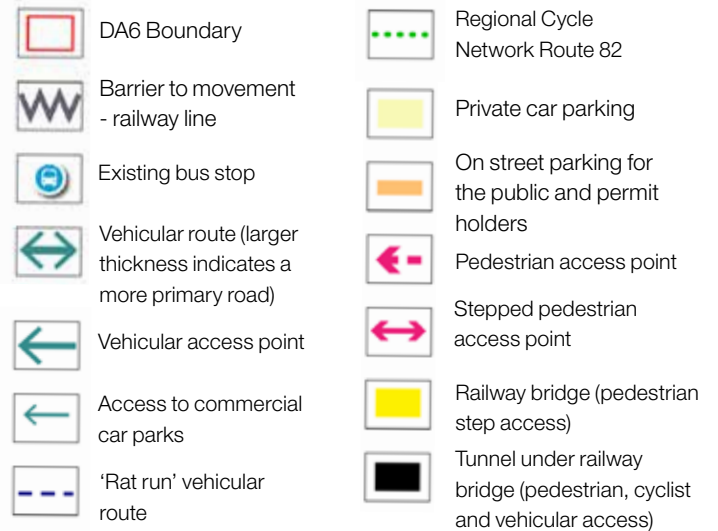 DA6 Boundary
Barrier to movement
- railway line
Existing bus stop
Vehicular route (larger
thickness indicates a
more primary road)
Vehicular access point
Access to commercial
car parks
‘Rat run’ vehicular
route
Regional Cycle
Network Route 82
Private car parking
On street parking for
the public and permit
holders
Pedestrian access point
Stepped pedestrian
access point
Railway bridge (pedestrian
step access)
Tunnel under railway
bridge (pedestrian, cyclist
and vehicular access)